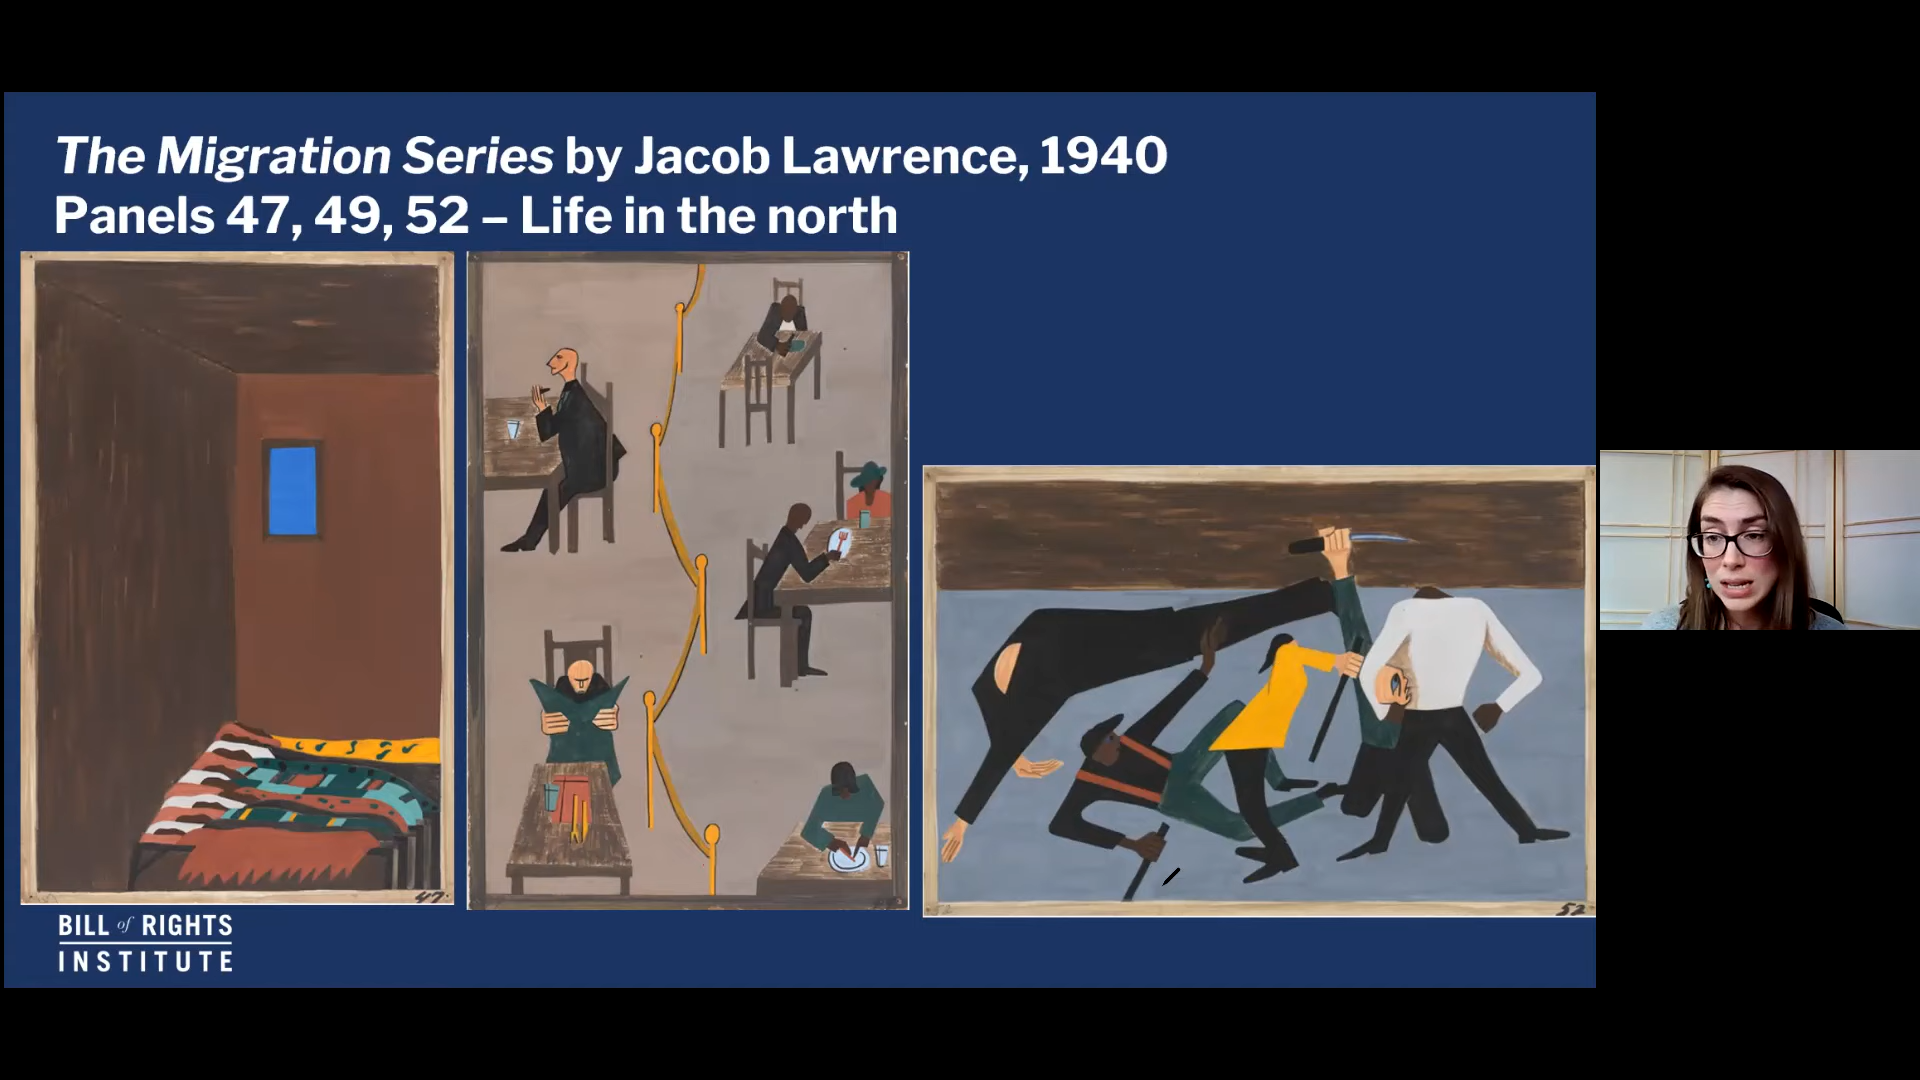 The Migration Series by Jacob Lawrence, 1940
Panels 47, 49, 52 – Life in the north
47
52
BILL of RIGHTS
INSTITUTE